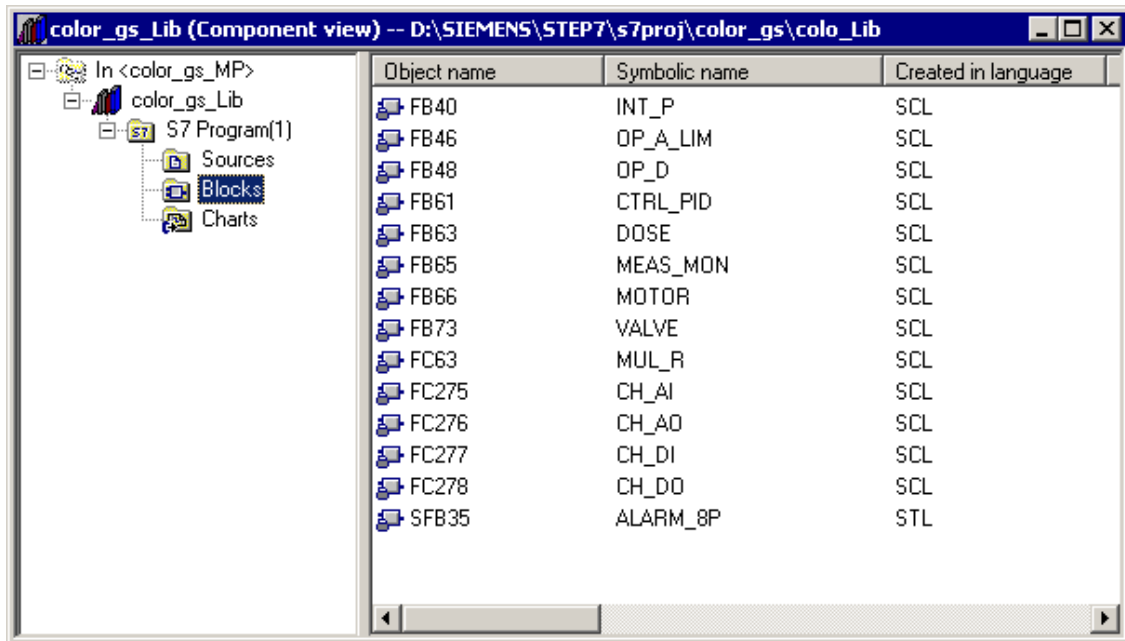 color_gs_Lib (Component view) -- D:\SIEMENS\STEP7\s7proj\color_gs\colo_Lib
In <color_gs_MP>
color_gs_Lib
S7 Program(1)
Sources
Blocks
Charts
Object name Symbolic name Created in language
FB40 INT_P SCL
FB46 OP_A_LIM SCL
FB48 OP_D SCL
FB61 CTRL_PID SCL
FB63 DOSE SCL
FB65 MEAS_MON SCL
FB66 MOTOR SCL
FB73 VALVE SCL
FC63 MUL_R SCL
FC275 CH_AI SCL
FC276 CH_AO SCL
FC277 CH_DI SCL
FC278 CH_DO SCL
SFB35 ALARM_8P STL